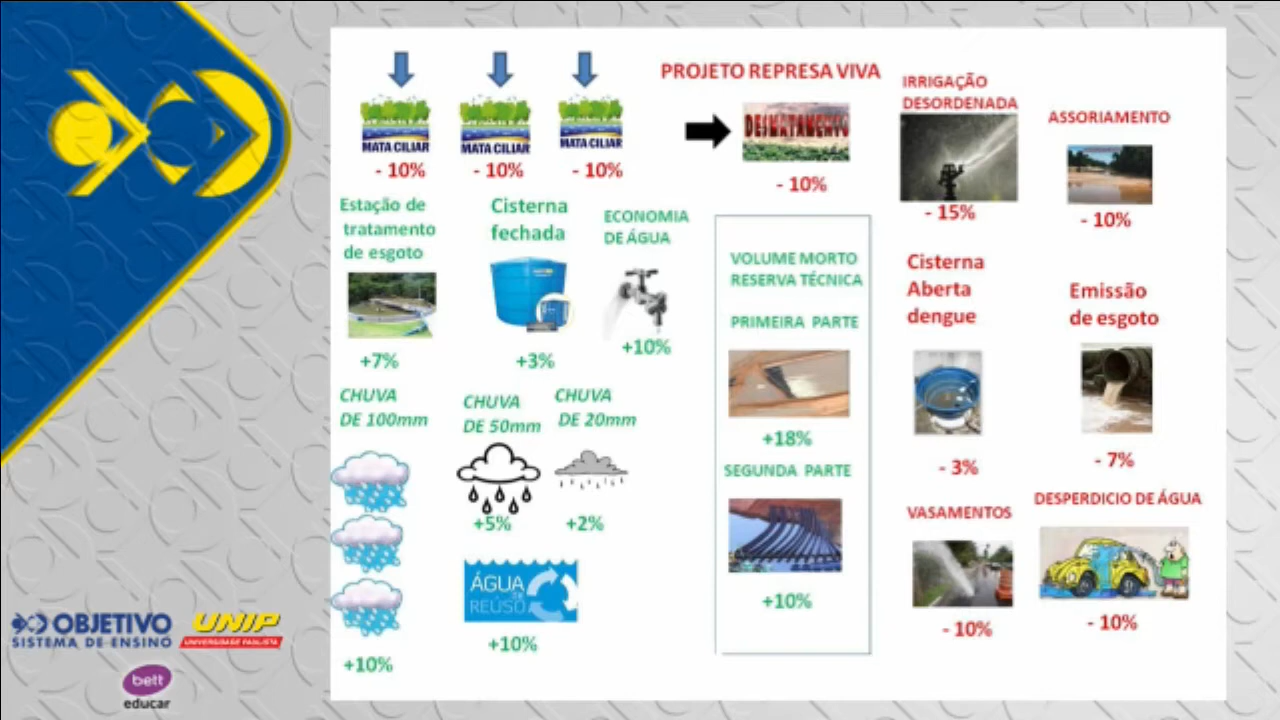 PROJETO REPRESA VIVA
MATA CILIAR
- 10%
MATA CILIAR
- 10%
MATA CILIAR
- 10%
DESMATAMENTO
- 10%
IRRIGAÇÃO
DESORDENADA
- 15%
ASSORIAMENTO
- 10%
Estação de
tratamento
de esgoto
+7%
Cisterna
fechada
+3%
ECONOMIA
DE ÁGUA
+10%
VOLUME MORTO
RESERVA TÉCNICA
PRIMEIRA PARTE
+18%
SEGUNDA PARTE
+10%
Cisterna
Aberta
dengue
- 3%
Emissão
de esgoto
- 7%
CHUVA
DE 100mm
+10%
CHUVA
DE 50mm
+5%
CHUVA
DE 20mm
+2%
ÁGUA
DE
REÚSO
+10%
VASAMENTOS
- 10%
DESPERDICIO DE ÁGUA
- 10%
OBJETIVO
SISTEMA DE ENSINO
UNIP
UNIVERSIDADE PAULISTA
bett
educar